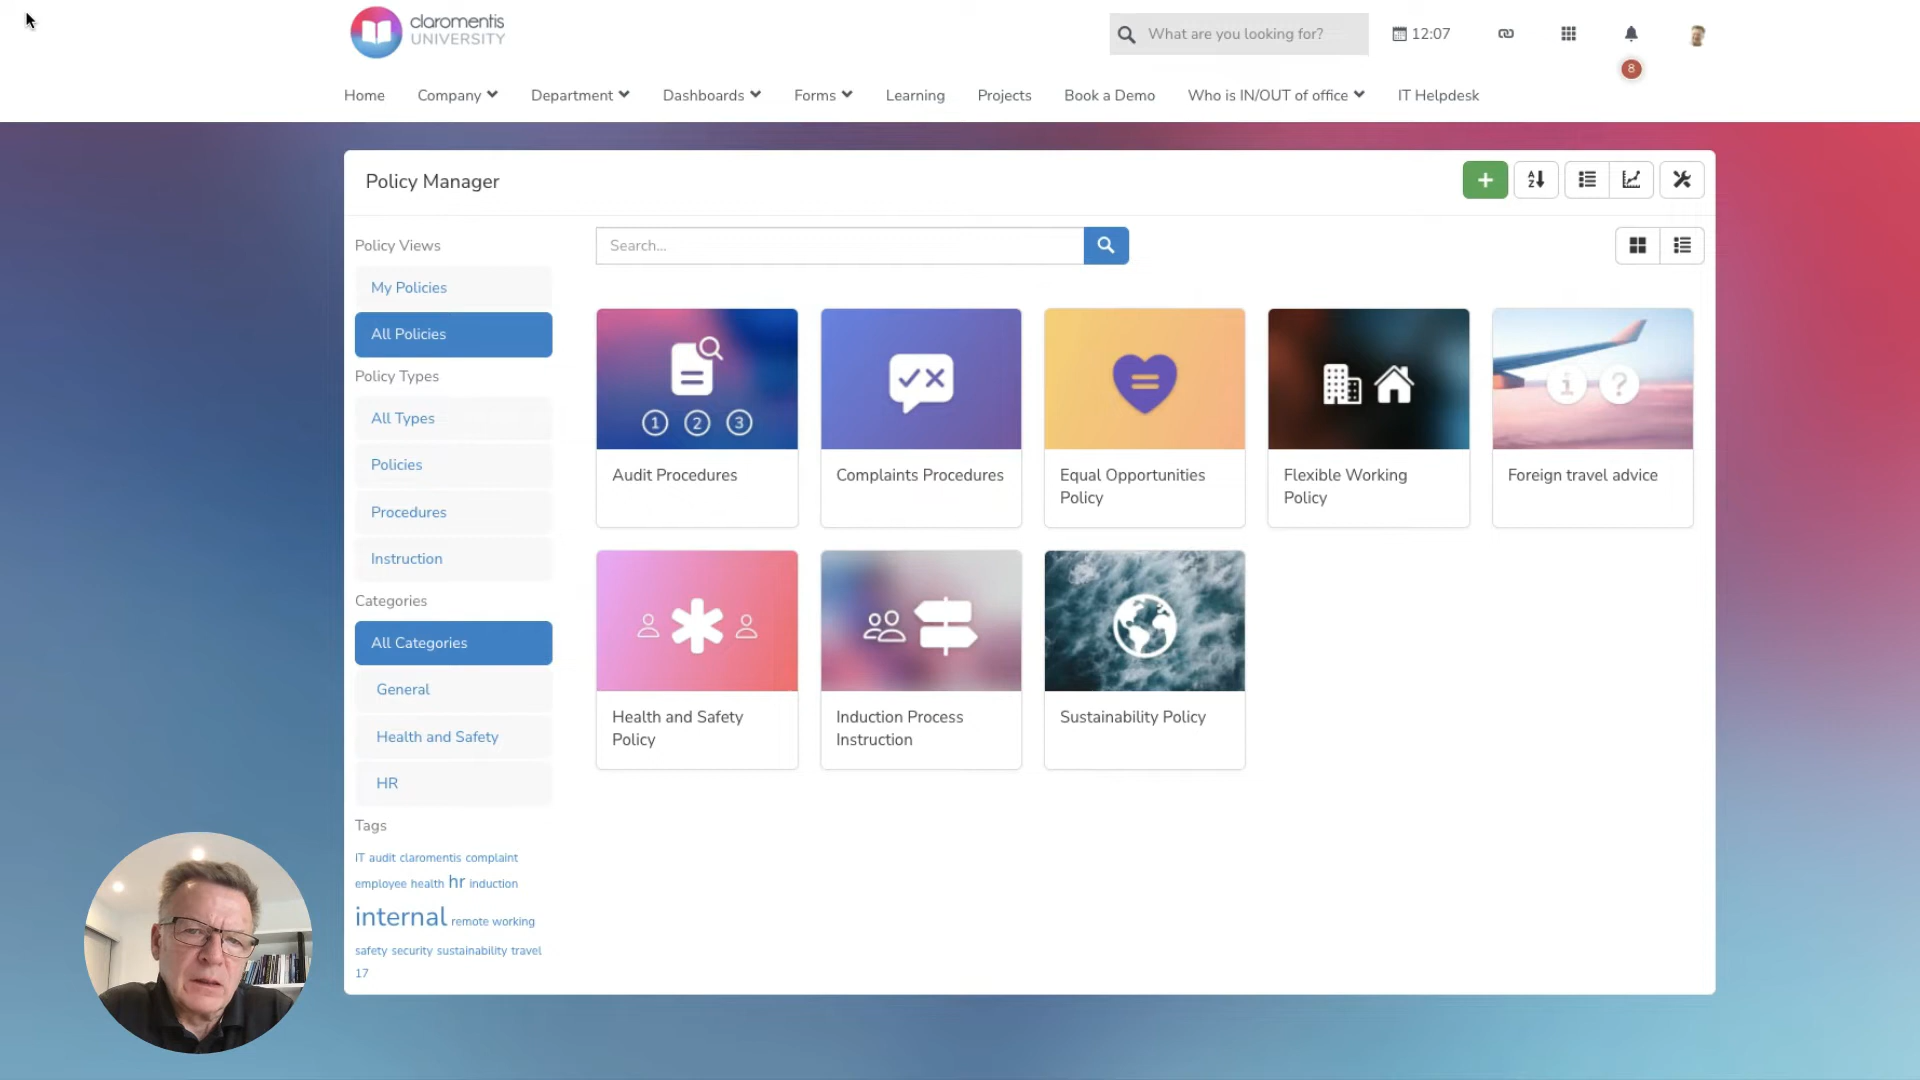 claromentis
UNIVERSITY
What are you looking for?
12:07
8
Home
Company
Department
Dashboards
Forms
Learning
Projects
Book a Demo
Who is IN/OUT of office
IT Helpdesk
Policy Manager
Policy Views
My Policies
All Policies
Policy Types
All Types
Policies
Procedures
Instruction
Categories
All Categories
General
Health and Safety
HR
Tags
IT audit claromentis complaint
employee health hr induction
internal remote working
safety security sustainability travel
17
Search...
1 2 3
Audit Procedures
Complaints Procedures
Equal Opportunities
Policy
Flexible Working
Policy
i ?
Foreign travel advice
Health and Safety
Policy
Induction Process
Instruction
Sustainability Policy